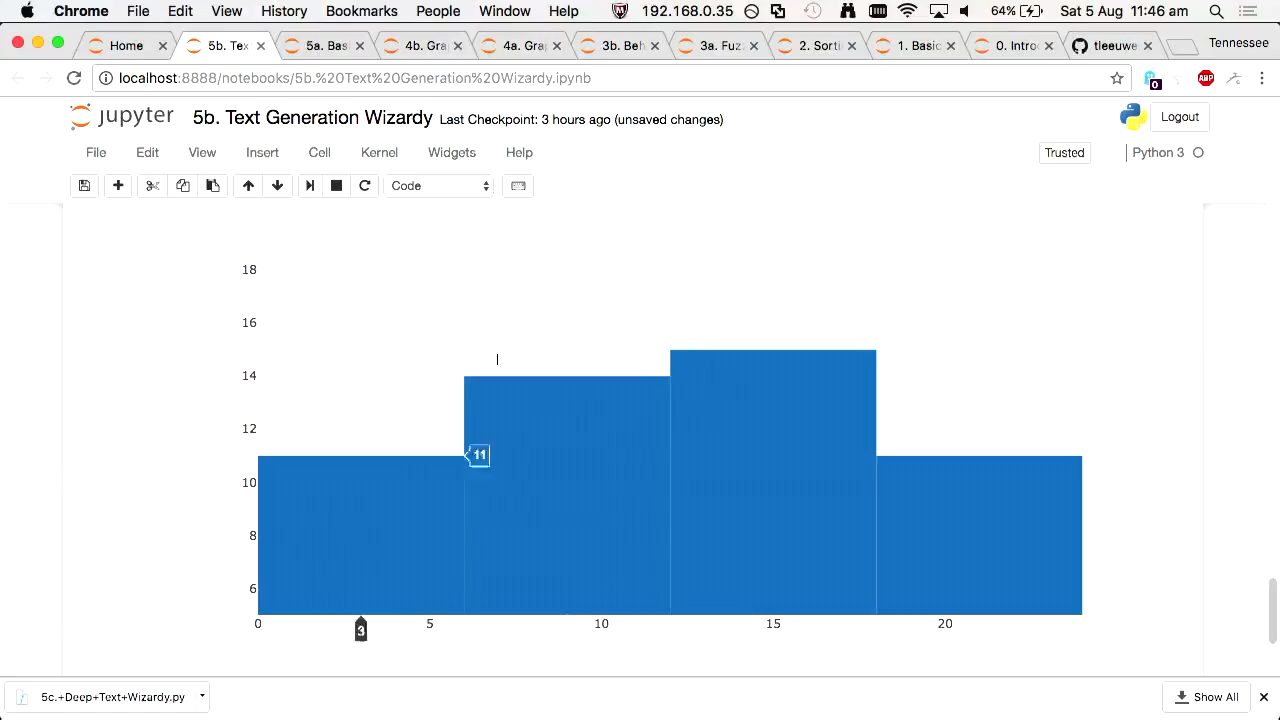 Chrome File Edit View History Bookmarks People Window Help 192.168.0.35 64% Sat 5 Aug 11:46 am
Home 5b. Tex 5a. Bas 4b. Gra 4a. Gra 3b. Beh 3a. Fuz 2. Sorti 1. Basic 0. Intro tleeuwe Tennessee
localhost:8888/notebooks/5b.%20Text%20Generation%20Wizardy.ipynb 0 ABP
jupyter 5b. Text Generation Wizardy Last Checkpoint: 3 hours ago (unsaved changes) Logout
File Edit View Insert Cell Kernel Widgets Help Trusted Python 3
Code
18
16
14
12
11
10
8
6
0 5 10 15 20
3
5c.+Deep+Text+Wizardy.py Show All